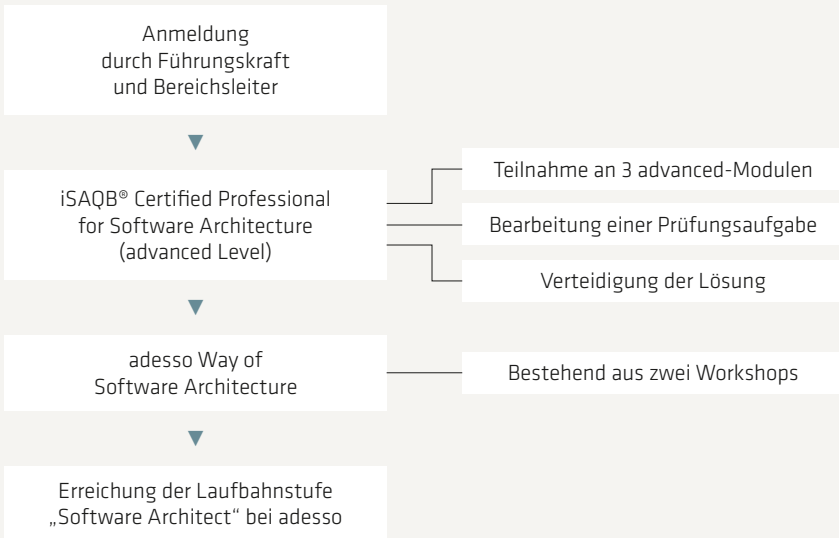 Anmeldung
durch Führungskraft
und Bereichsleiter
iSAQB® Certified Professional
for Software Architecture
(advanced Level)
Teilnahme an 3 advanced-Modulen
Bearbeitung einer Prüfungsaufgabe
Verteidigung der Lösung
adesso Way of
Software Architecture
Bestehend aus zwei Workshops
Erreichung der Laufbahnstufe
„Software Architect“ bei adesso